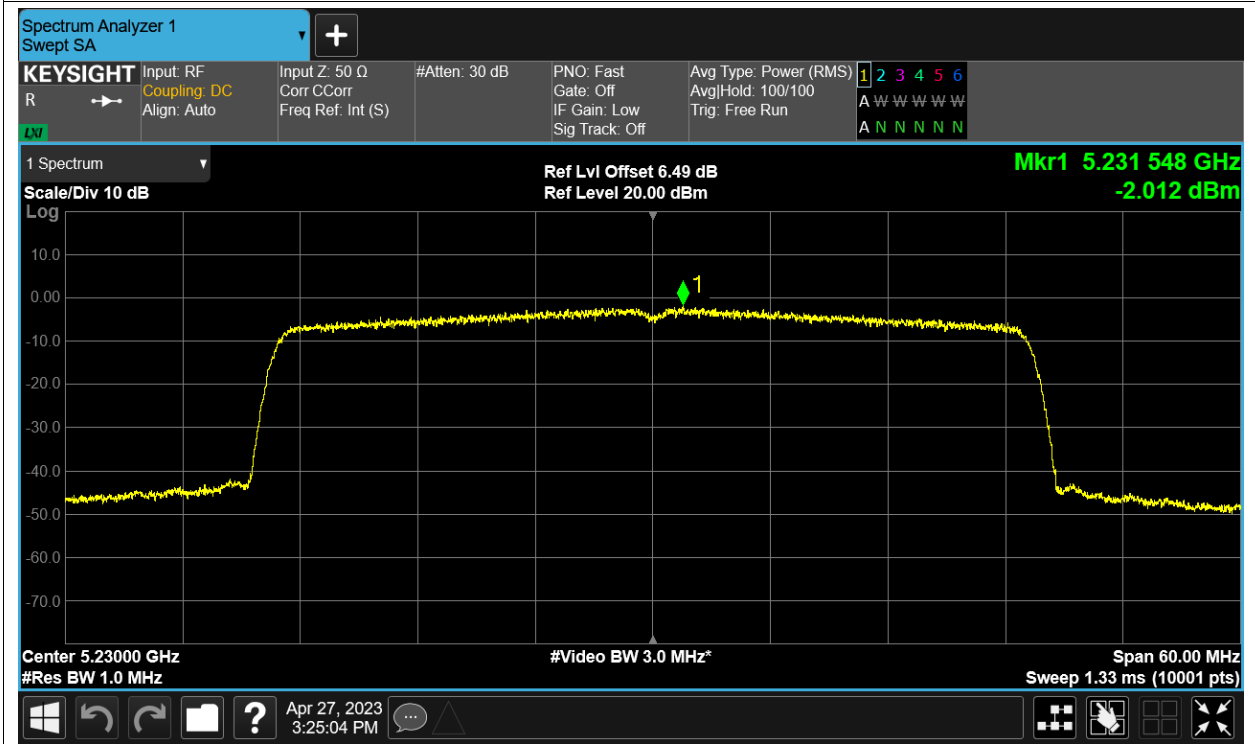 Spectrum Analyzer 1
Swept SA
+
KEYSIGHT
R
LXI
Input: RF
Coupling: DC
Align: Auto
Input Z: 50 Ω
Corr CCorr
Freq Ref: Int (S)
#Atten: 30 dB
PNO: Fast
Gate: Off
IF Gain: Low
Sig Track: Off
Avg Type: Power (RMS)
Avg|Hold: 100/100
Trig: Free Run
1 2 3 4 5 6
A W W W W W
A N N N N N
1 Spectrum
Scale/Div 10 dB
Log
Ref Lvl Offset 6.49 dB
Ref Level 20.00 dBm
Mkr1 5.231 548 GHz
-2.012 dBm
1
10.0
0.00
-10.0
-20.0
-30.0
-40.0
-50.0
-60.0
-70.0
Center 5.23000 GHz
#Res BW 1.0 MHz
#Video BW 3.0 MHz*
Span 60.00 MHz
Sweep 1.33 ms (10001 pts)
?
Apr 27, 2023
3:25:04 PM